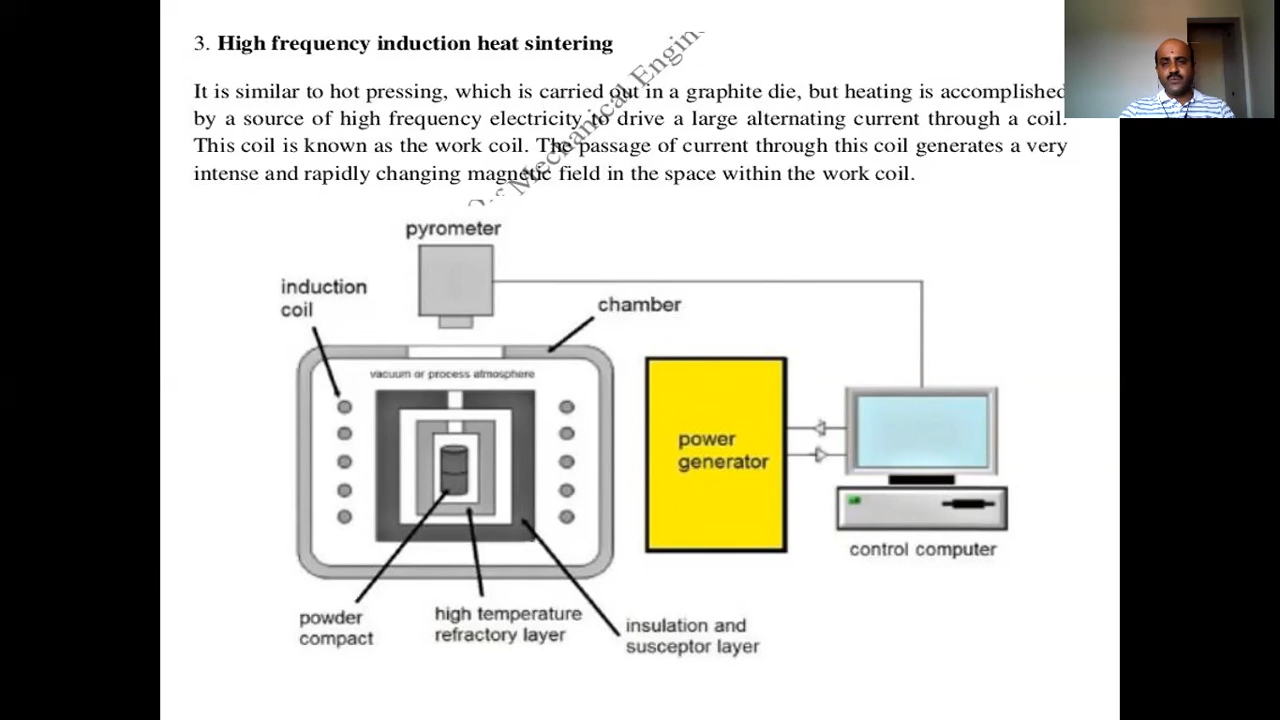 3. High frequency induction heat sintering
It is similar to hot pressing, which is carried out in a graphite die, but heating is accomplished
by a source of high frequency electricity to drive a large alternating current through a coil.
This coil is known as the work coil. The passage of current through this coil generates a very
intense and rapidly changing magnetic field in the space within the work coil.
Mechanical Engin
pyrometer
induction
coil
chamber
vacuum or process atmosphere
power
generator
control computer
powder
compact
high temperature
refractory layer
insulation and
susceptor layer